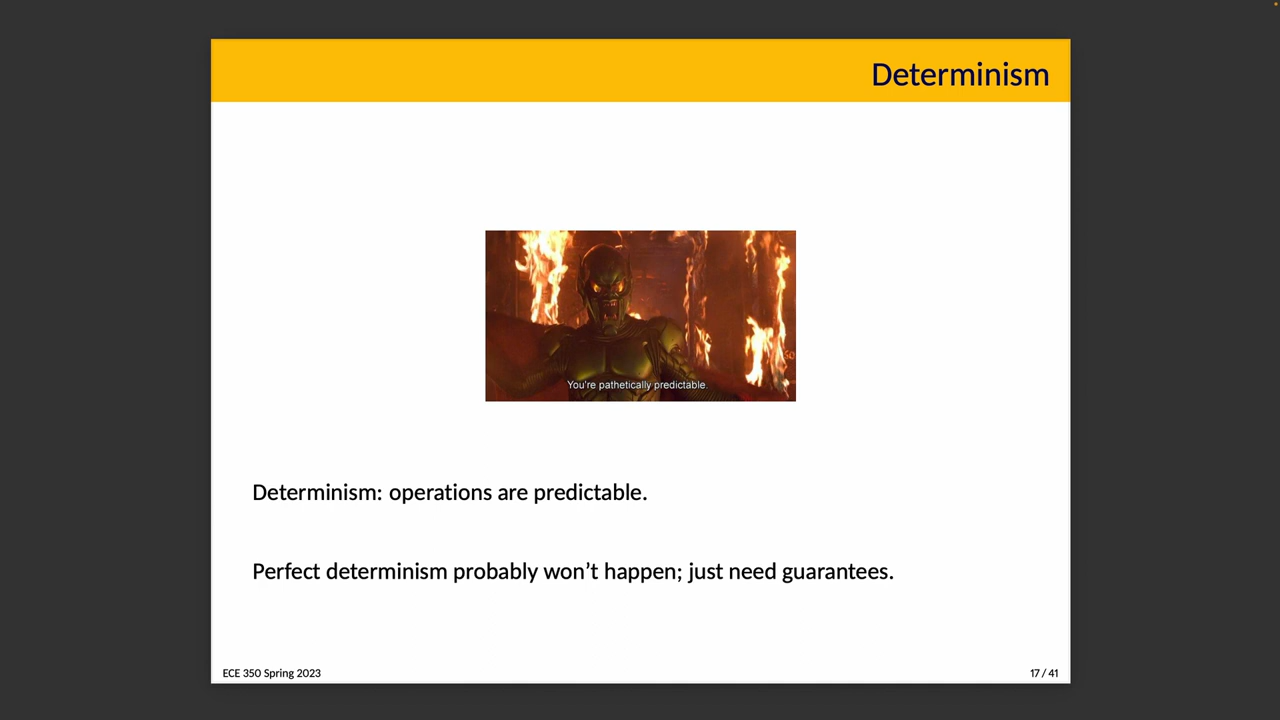 Determinism
You're pathetically predictable.
Determinism: operations are predictable.
Perfect determinism probably won’t happen; just need guarantees.
ECE 350 Spring 2023
17 / 41